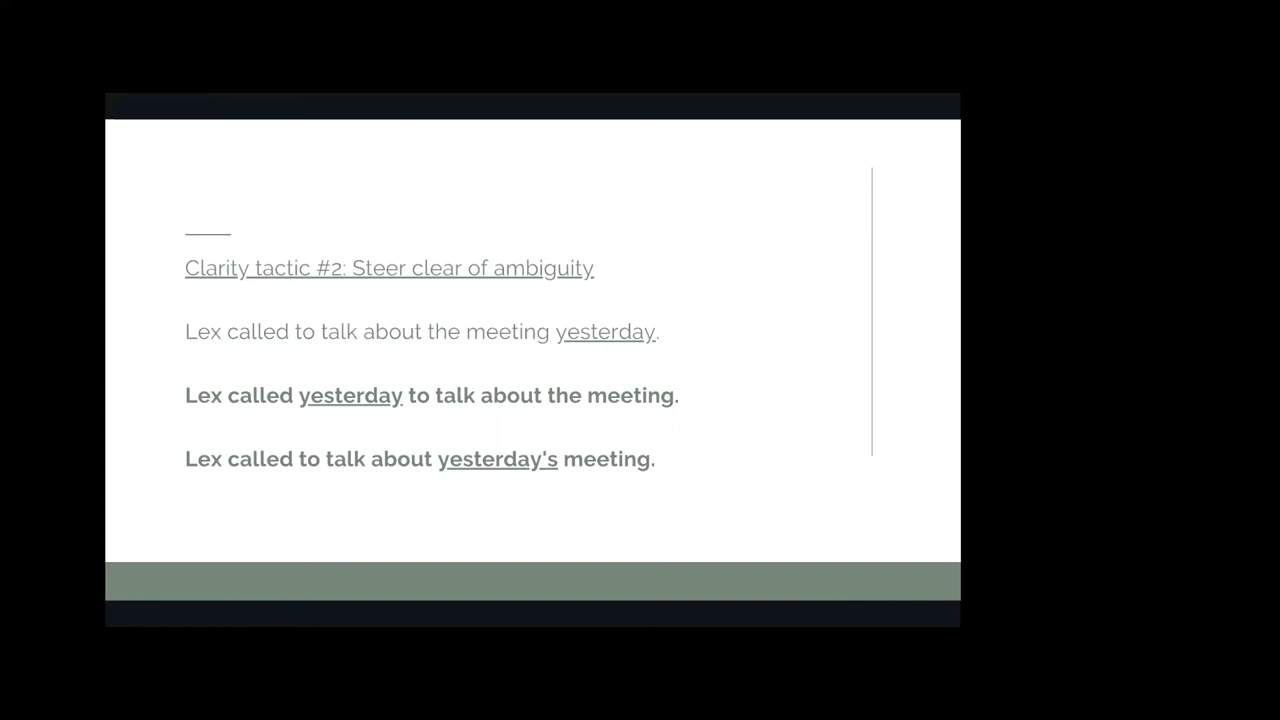 Clarity tactic #2: Steer clear of ambiguity
Lex called to talk about the meeting yesterday.
Lex called yesterday to talk about the meeting.
Lex called to talk about yesterday's meeting.